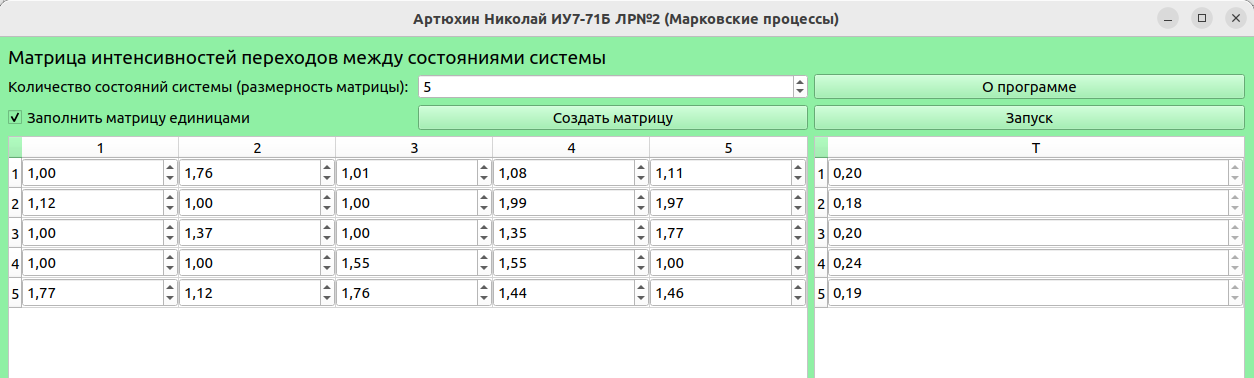 Артюхин Николай ИУ7-71Б ЛР№2 (Марковские процессы)
Матрица интенсивностей переходов между состояниями системы
Количество состояний системы (размерность матрицы): 5 О программе
Заполнить матрицу единицами Создать матрицу Запуск
1 2 3 4 5 T
1 1,00 1,76 1,01 1,08 1,11 1 0,20
2 1,12 1,00 1,00 1,99 1,97 2 0,18
3 1,00 1,37 1,00 1,35 1,77 3 0,20
4 1,00 1,00 1,55 1,55 1,00 4 0,24
5 1,77 1,12 1,76 1,44 1,46 5 0,19